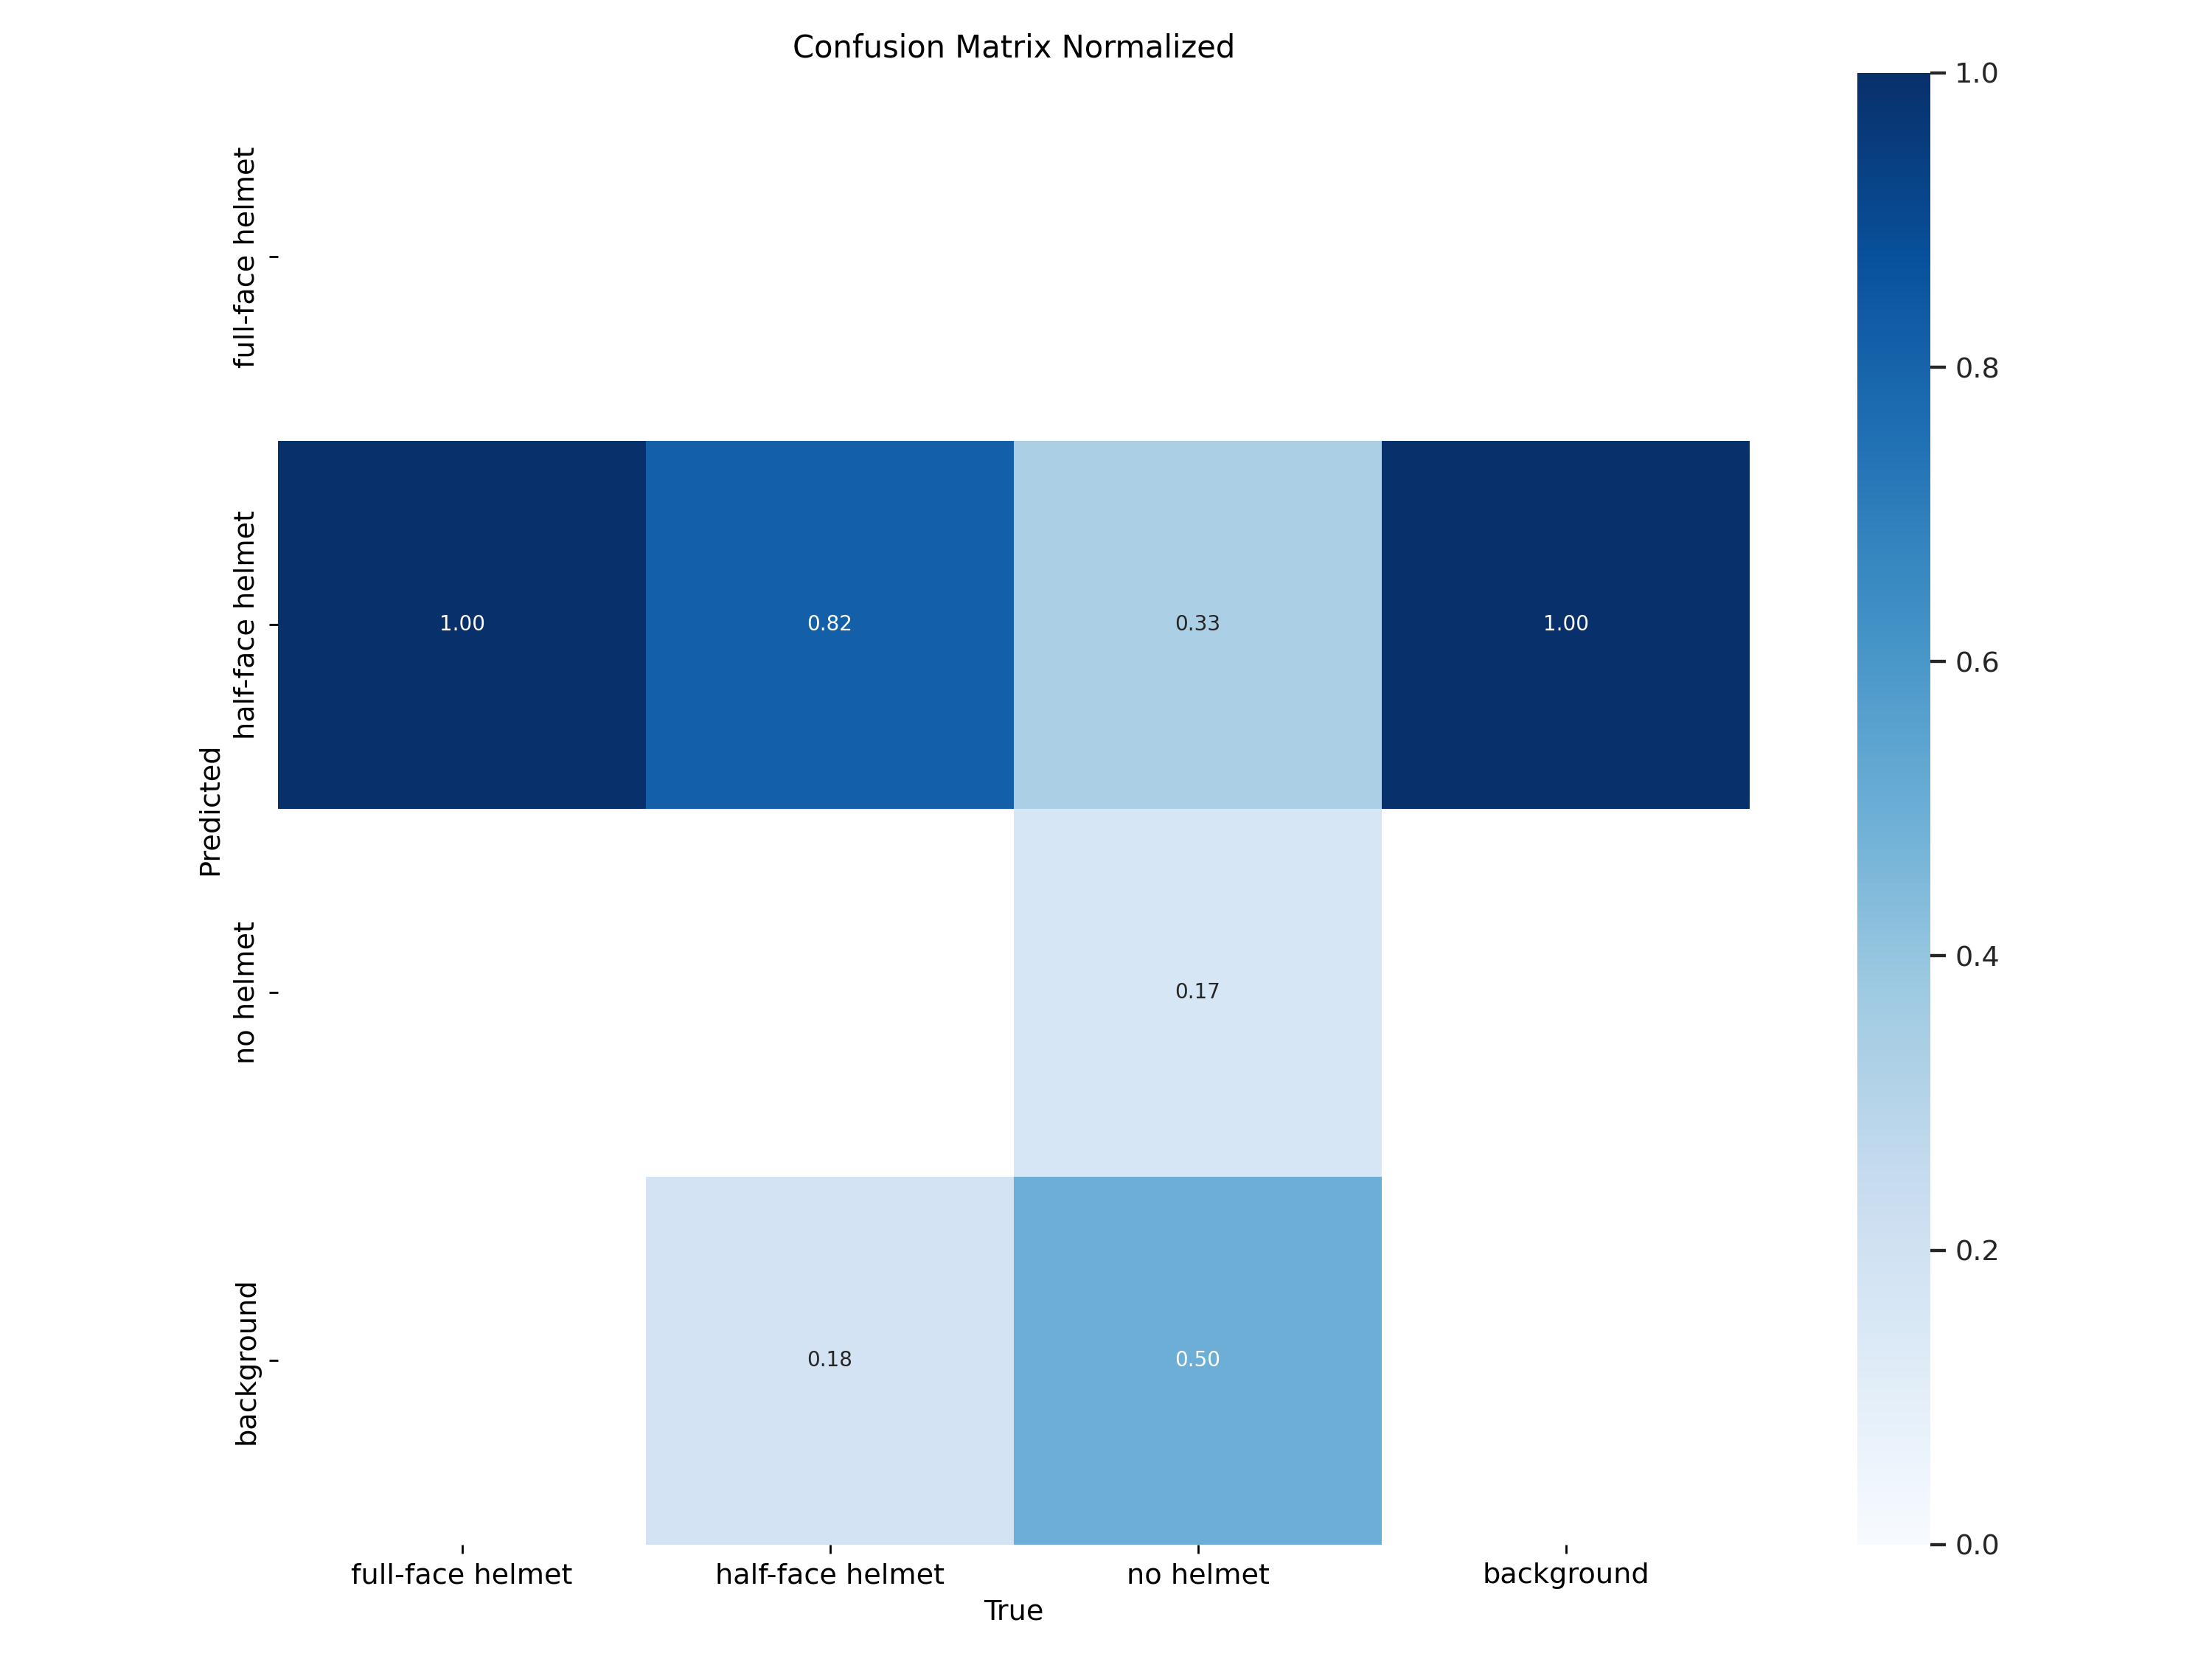 Confusion Matrix Normalized
full-face helmet
half-face helmet
no helmet
background
Predicted
1.00
0.82
0.33
1.00
0.17
0.18
0.50
full-face helmet
half-face helmet
no helmet
background
True
1.0
0.8
0.6
0.4
0.2
0.0